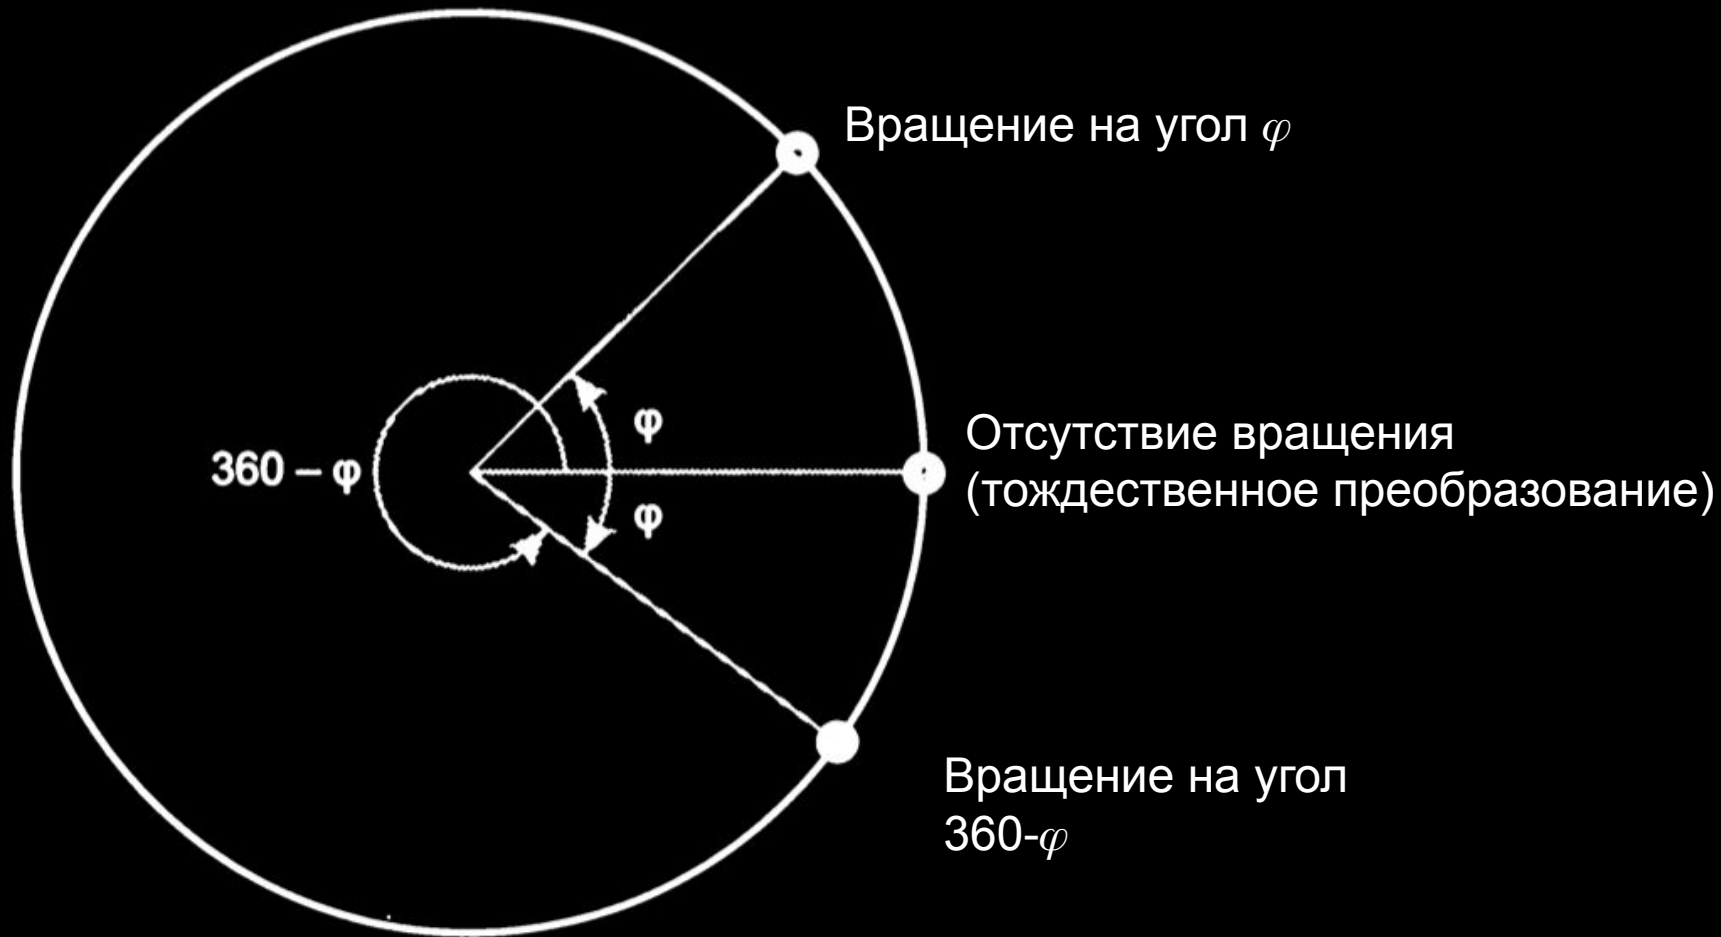 Вращение на угол φ
Отсутствие вращения
(тождественное преобразование)
φ
360 – φ
φ
Вращение на угол
360-φ